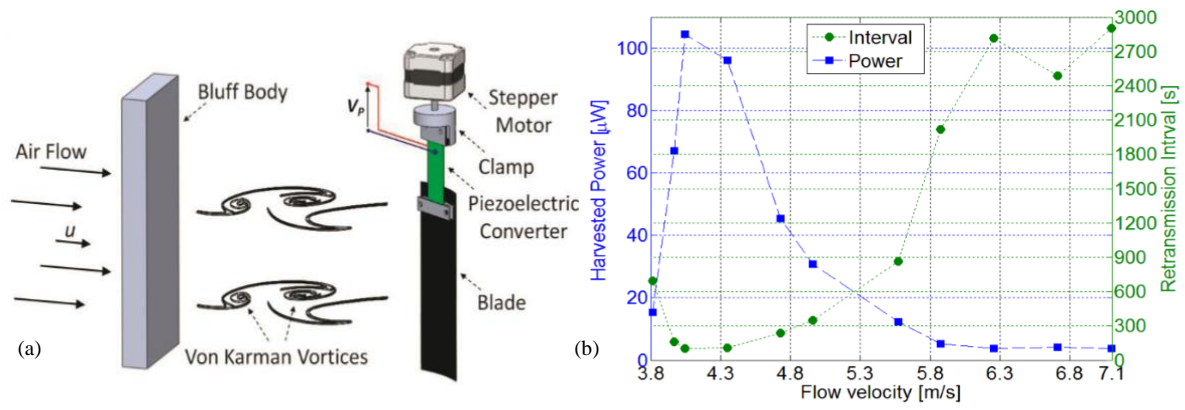 (a)
Bluff Body
Air Flow
u
Von Karman Vortices
VP
Stepper
Motor
Clamp
Piezoelectric
Converter
Blade
(b)
Harvested Power [µW]
100
80
60
40
20
0
Interval
Power
3000
2700
2400
2100
1800
1500
1200
900
600
300
0
Retransmission Intrval [s]
3.8 4.3 4.8 5.3 5.8 6.3 6.8 7.1
Flow velocity [m/s]